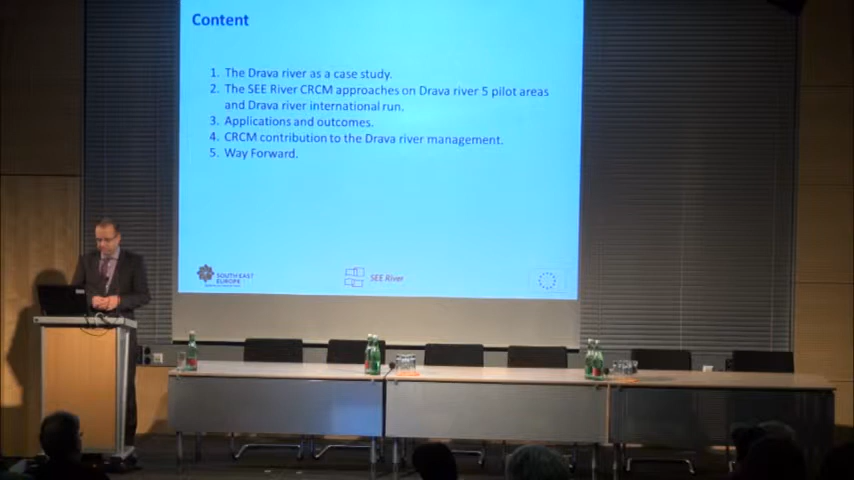 Content
1. The Drava river as a case study.
2. The SEE River CRCM approaches on Drava river 5 pilot areas
and Drava river international run.
3. Applications and outcomes.
4. CRCM contribution to the Drava river management.
5. Way Forward.
SOUTH EAST
EUROPE
SEE River